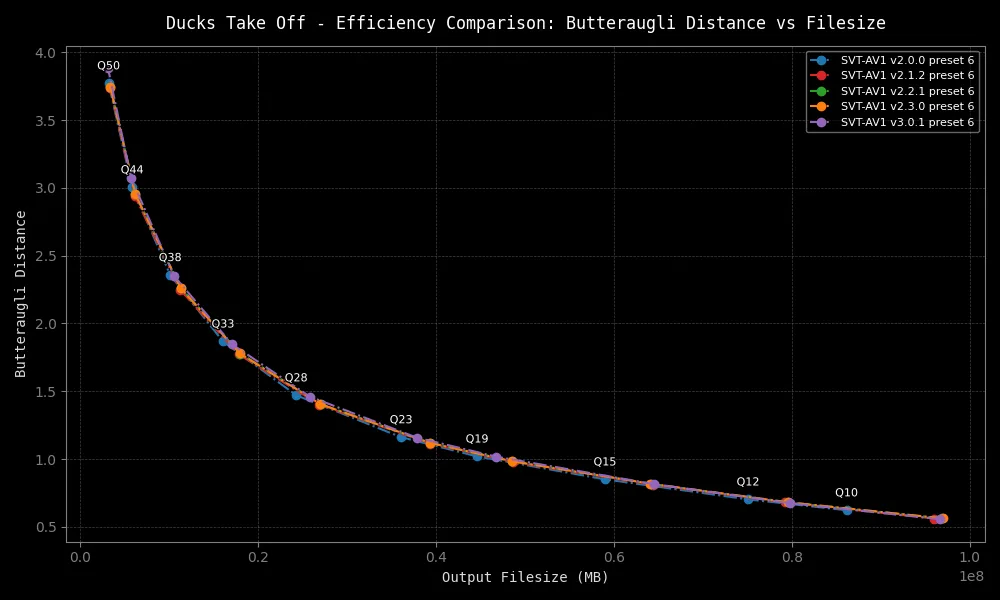 Ducks Take Off - Efficiency Comparison: Butteraugli Distance vs Filesize
SVT-AV1 v2.0.0 preset 6
SVT-AV1 v2.1.2 preset 6
SVT-AV1 v2.2.1 preset 6
SVT-AV1 v2.3.0 preset 6
SVT-AV1 v3.0.1 preset 6
Butteraugli Distance
4.0
3.5
3.0
2.5
2.0
1.5
1.0
0.5
Q50
Q44
Q38
Q33
Q28
Q23
Q19
Q15
Q12
Q10
0.0
0.2
0.4
0.6
0.8
1.0
1e8
Output Filesize (MB)